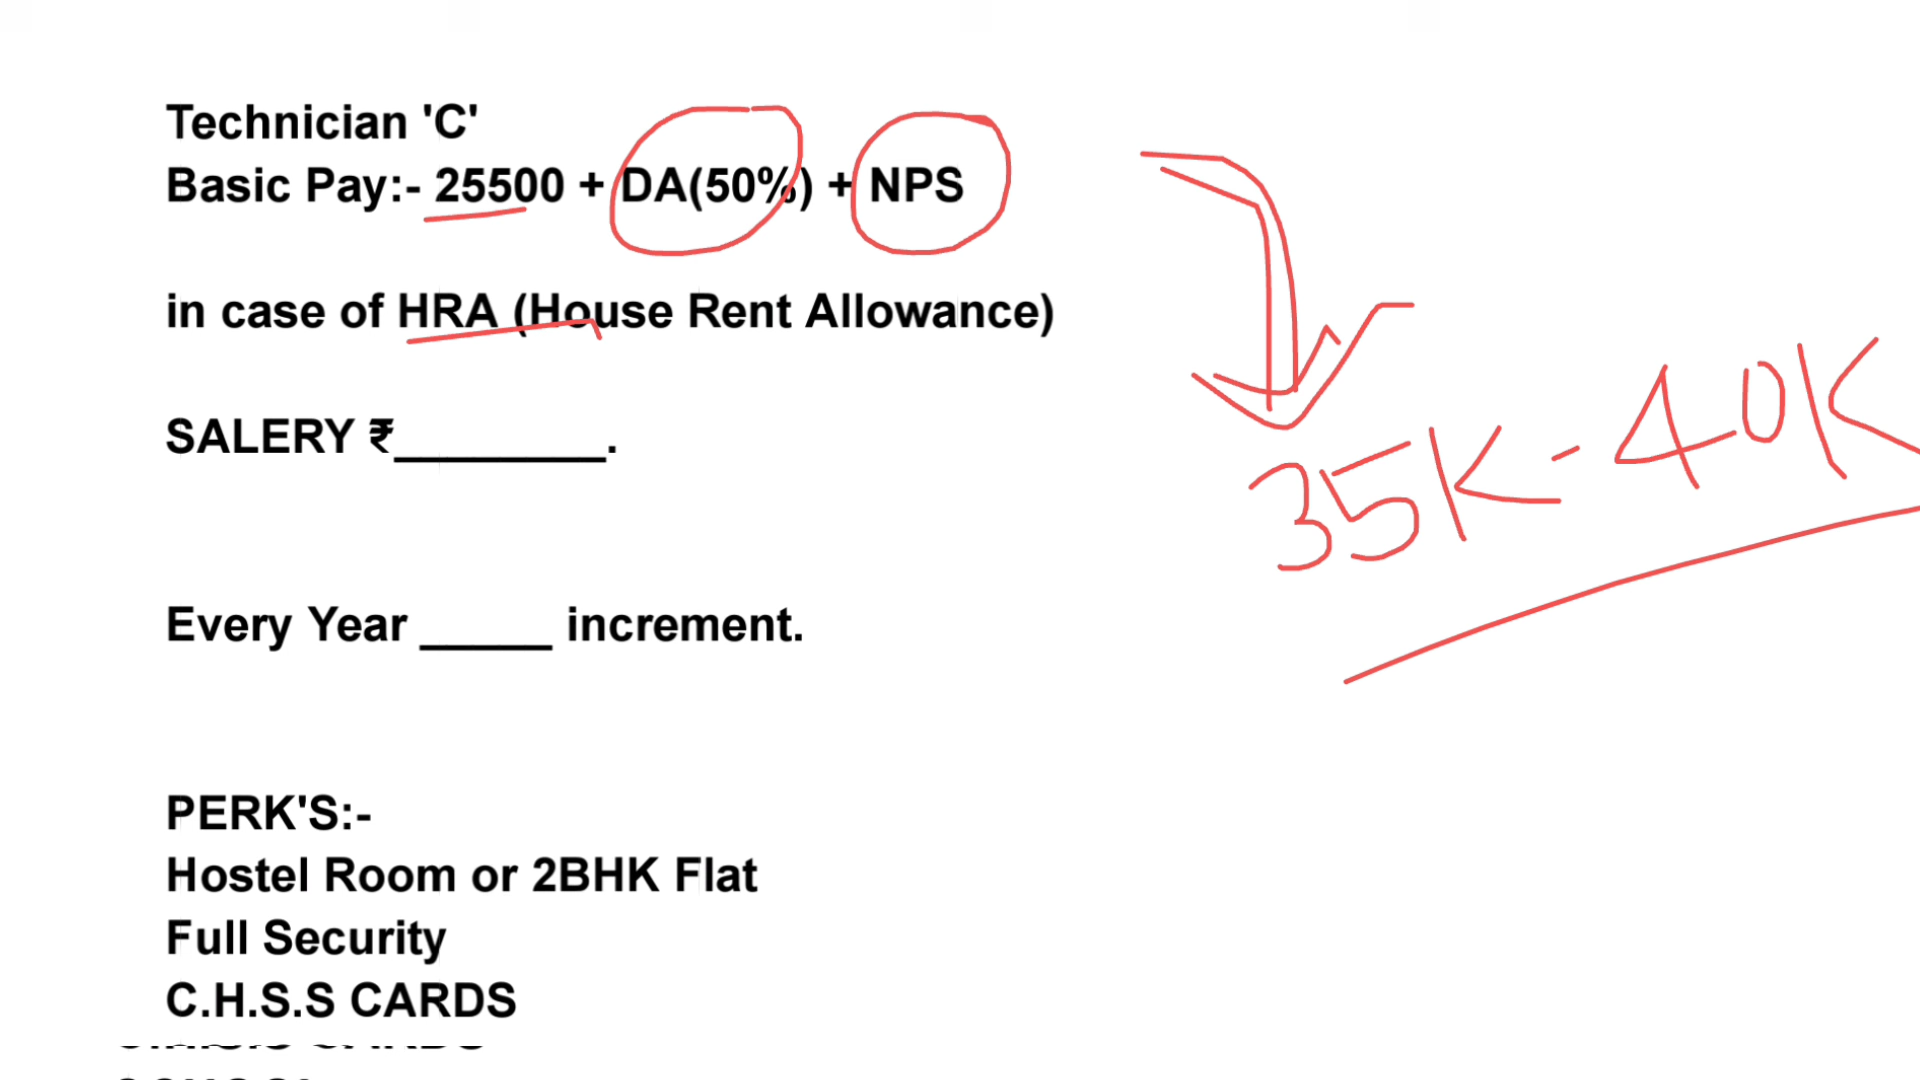 Technician 'C'
Basic Pay:- 25500 + DA(50%) + NPS
in case of HRA (House Rent Allowance)
SALERY ₹_________.
35K-40K
Every Year _____ increment.
PERK'S:-
Hostel Room or 2BHK Flat
Full Security
C.H.S.S CARDS